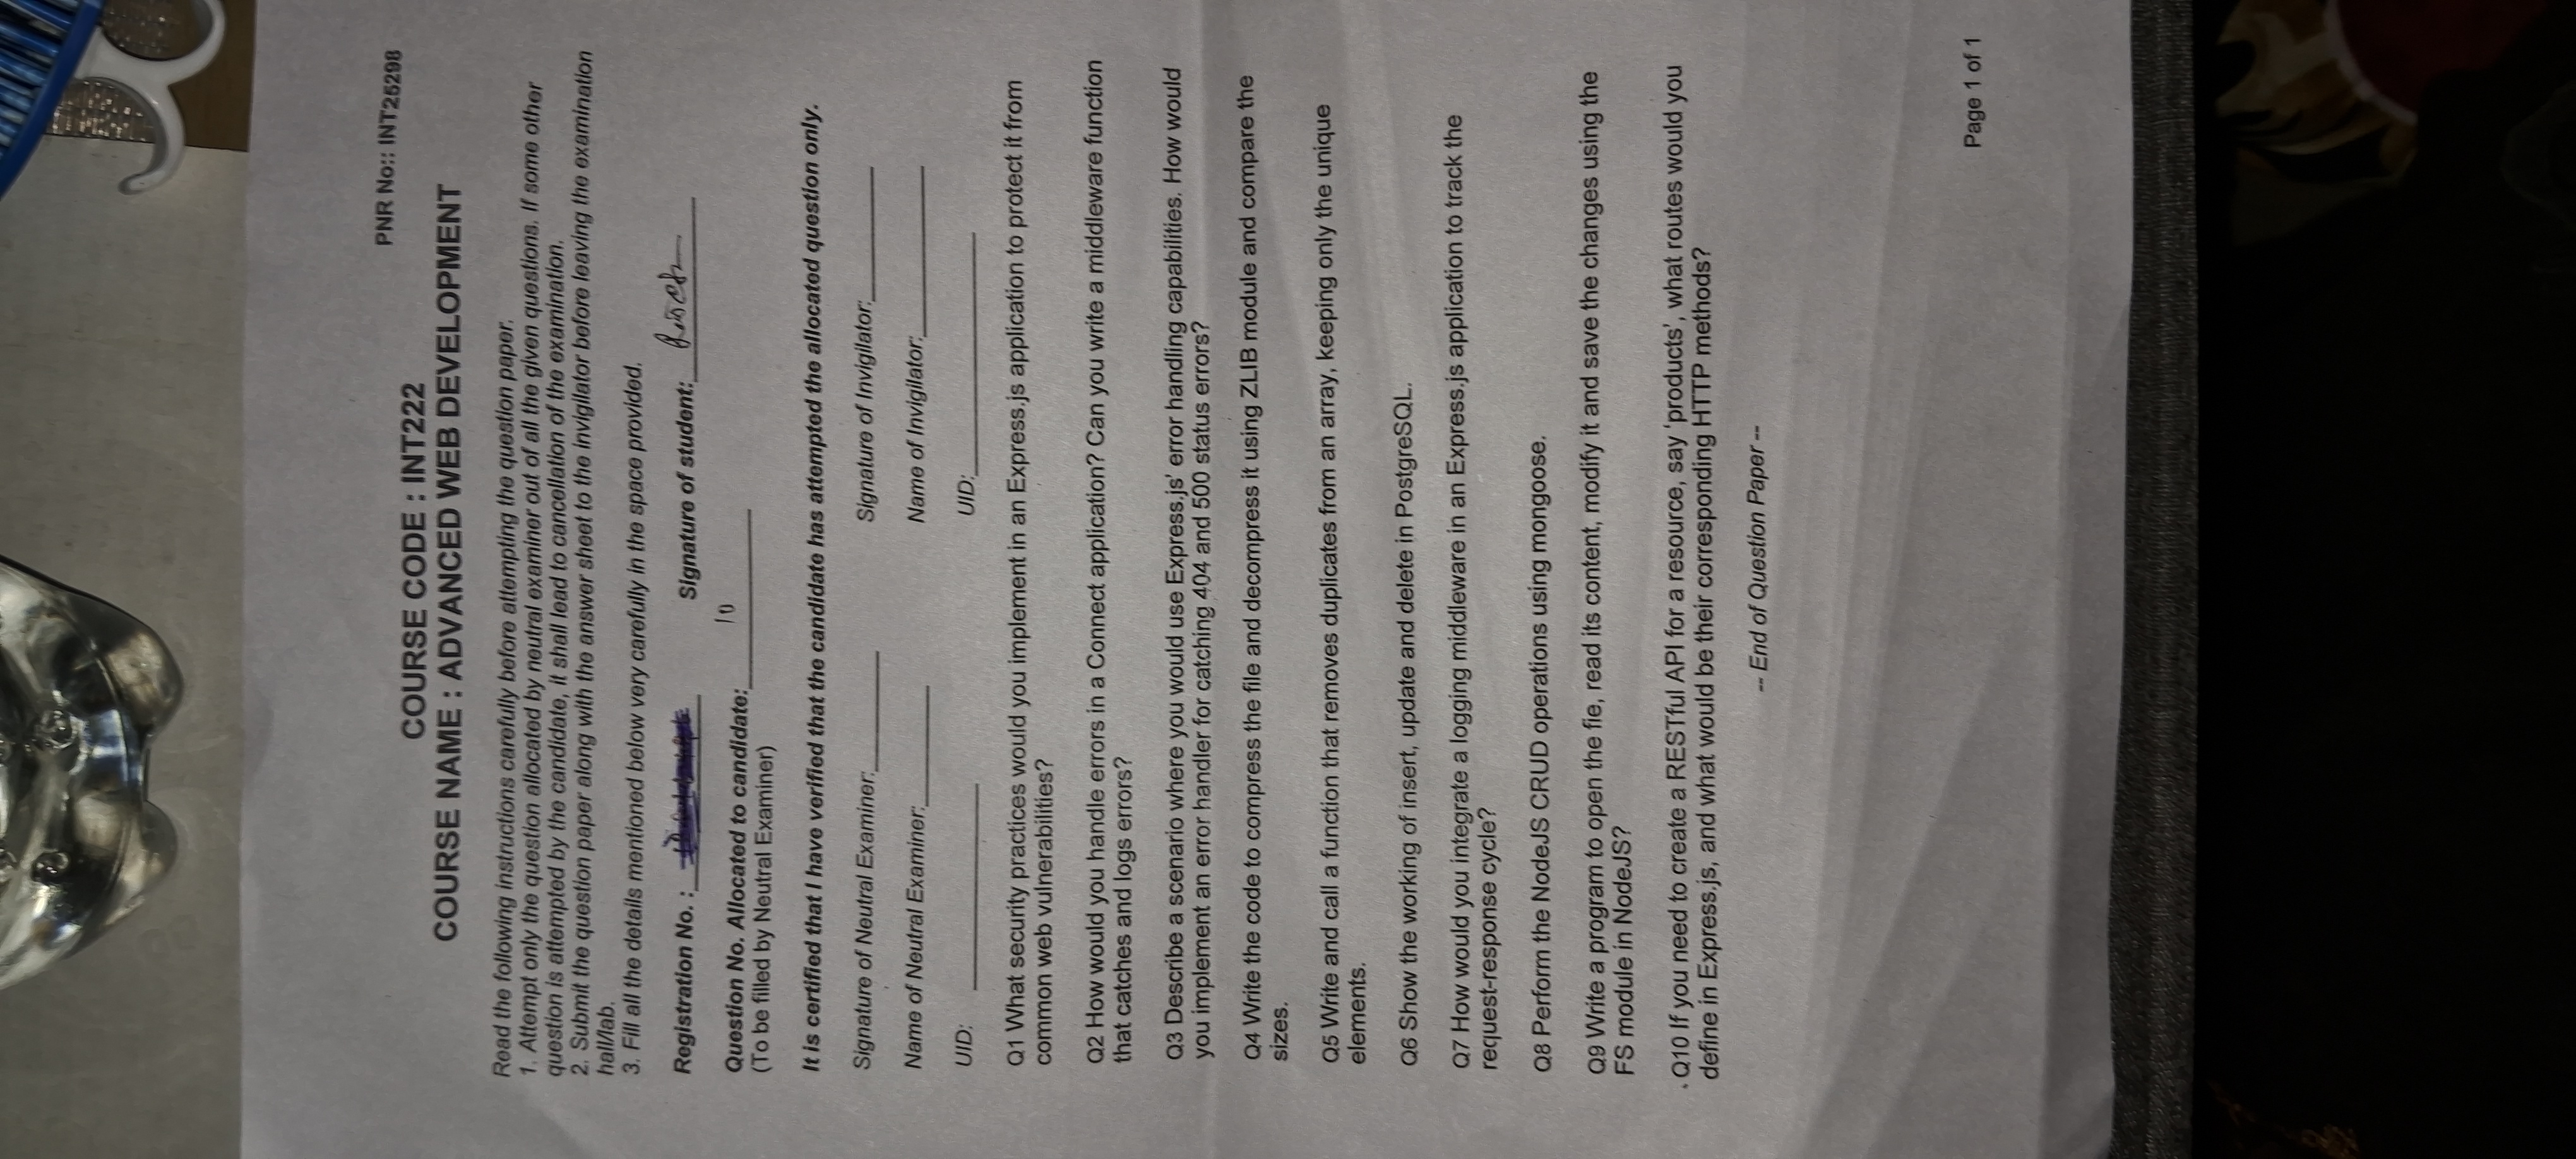 PNR No:: INT25298
COURSE CODE : INT222
COURSE NAME : ADVANCED WEB DEVELOPMENT
Read the following instructions carefully before attempting the question paper.
1. Attempt only the question allocated by neutral examiner out of all the given questions. If some other
question is attempted by the candidate, it shall lead to cancellation of the examination.
2. Submit the question paper along with the answer sheet to the invigilator before leaving the examination
hall/lab.
3. Fill all the details mentioned below very carefully in the space provided.
Registration No. : Signature of student:
Question No. Allocated to candidate: 10
(To be filled by Neutral Examiner)
It is certified that I have verified that the candidate has attempted the allocated question only.
Signature of Neutral Examiner: Signature of Invigilator:
Name of Neutral Examiner: Name of Invigilator:
UID: UID:
Q1 What security practices would you implement in an Express.js application to protect it from
common web vulnerabilities?
Q2 How would you handle errors in a Connect application? Can you write a middleware function
that catches and logs errors?
Q3 Describe a scenario where you would use Express.js' error handling capabilities. How would
you implement an error handler for catching 404 and 500 status errors?
Q4 Write the code to compress the file and decompress it using ZLIB module and compare the
sizes.
Q5 Write and call a function that removes duplicates from an array, keeping only the unique
elements.
Q6 Show the working of insert, update and delete in PostgreSQL.
Q7 How would you integrate a logging middleware in an Express.js application to track the
request-response cycle?
Q8 Perform the NodeJS CRUD operations using mongoose.
Q9 Write a program to open the fie, read its content, modify it and save the changes using the
FS module in NodeJS?
Q10 If you need to create a RESTful API for a resource, say 'products', what routes would you
define in Express.js, and what would be their corresponding HTTP methods?
-- End of Question Paper --
Page 1 of 1